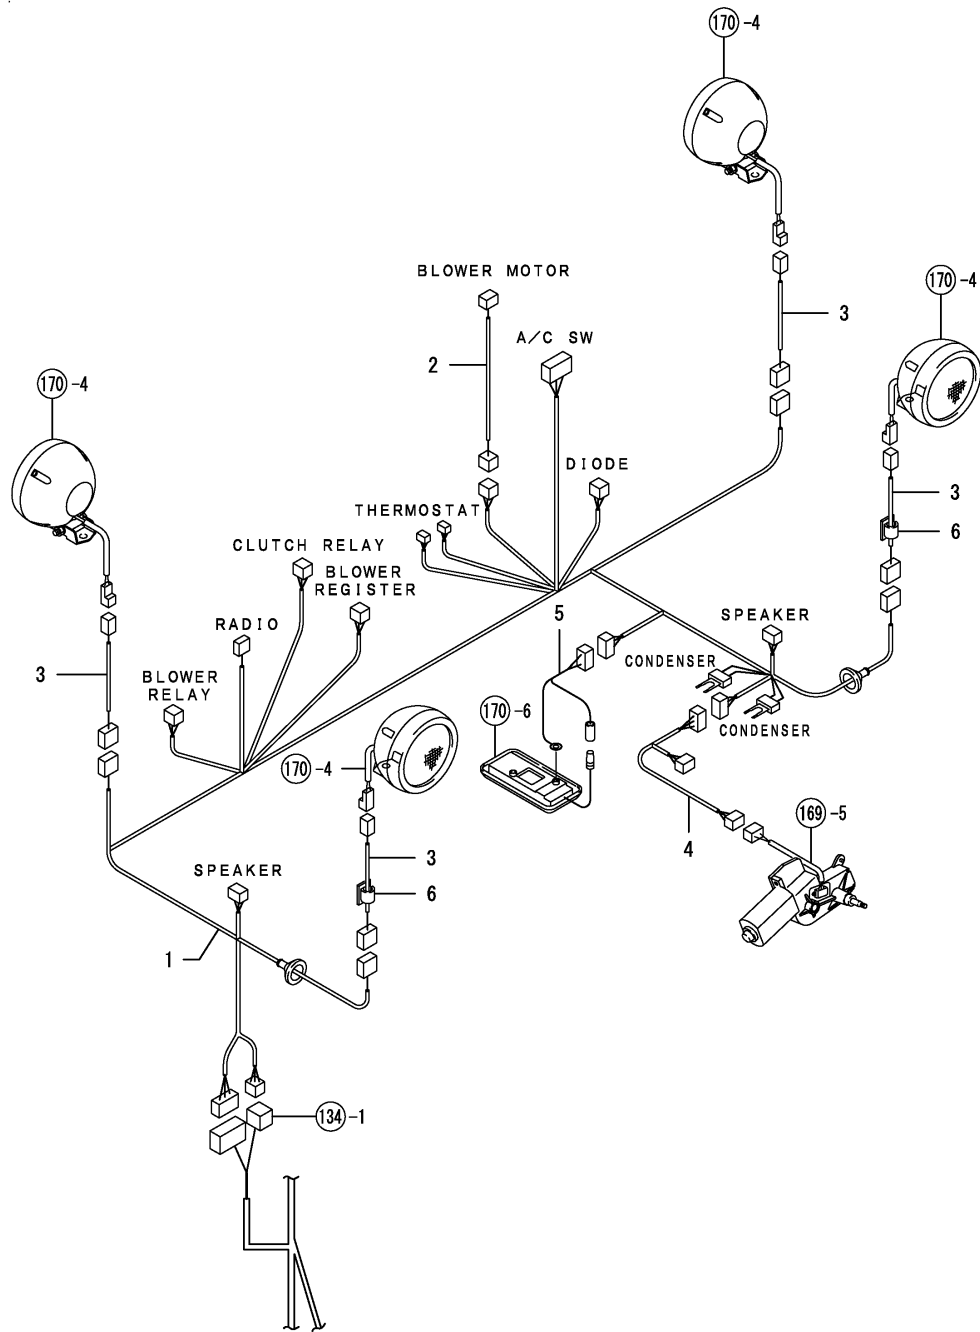 170-4
BLOWER MOTOR
170-4
3
A/C SW
2
170-4
DIODE
3
THERMOSTAT
6
CLUTCH RELAY
BLOWER
REGISTER
5
SPEAKER
RADIO
CONDENSER
3
BLOWER
RELAY
170-6
CONDENSER
170-4
169-5
4
3
SPEAKER
6
1
134-1